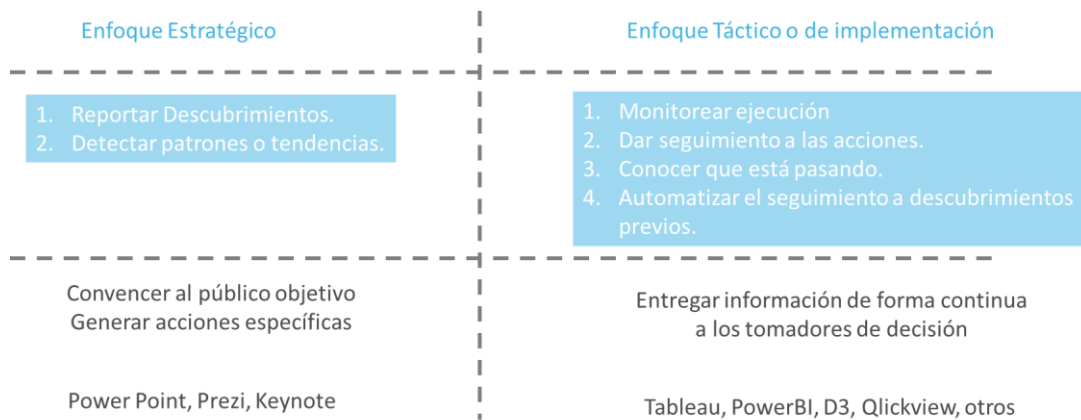 Enfoque Estratégico
Enfoque Táctico o de implementación
1. Reportar Descubrimientos.
2. Detectar patrones o tendencias.
1. Monitorear ejecución
2. Dar seguimiento a las acciones.
3. Conocer que está pasando.
4. Automatizar el seguimiento a descubrimientos
previos.
Convencer al público objetivo
Generar acciones específicas
Entregar información de forma continua
a los tomadores de decisión
Power Point, Prezi, Keynote
Tableau, PowerBI, D3, Qlickview, otros